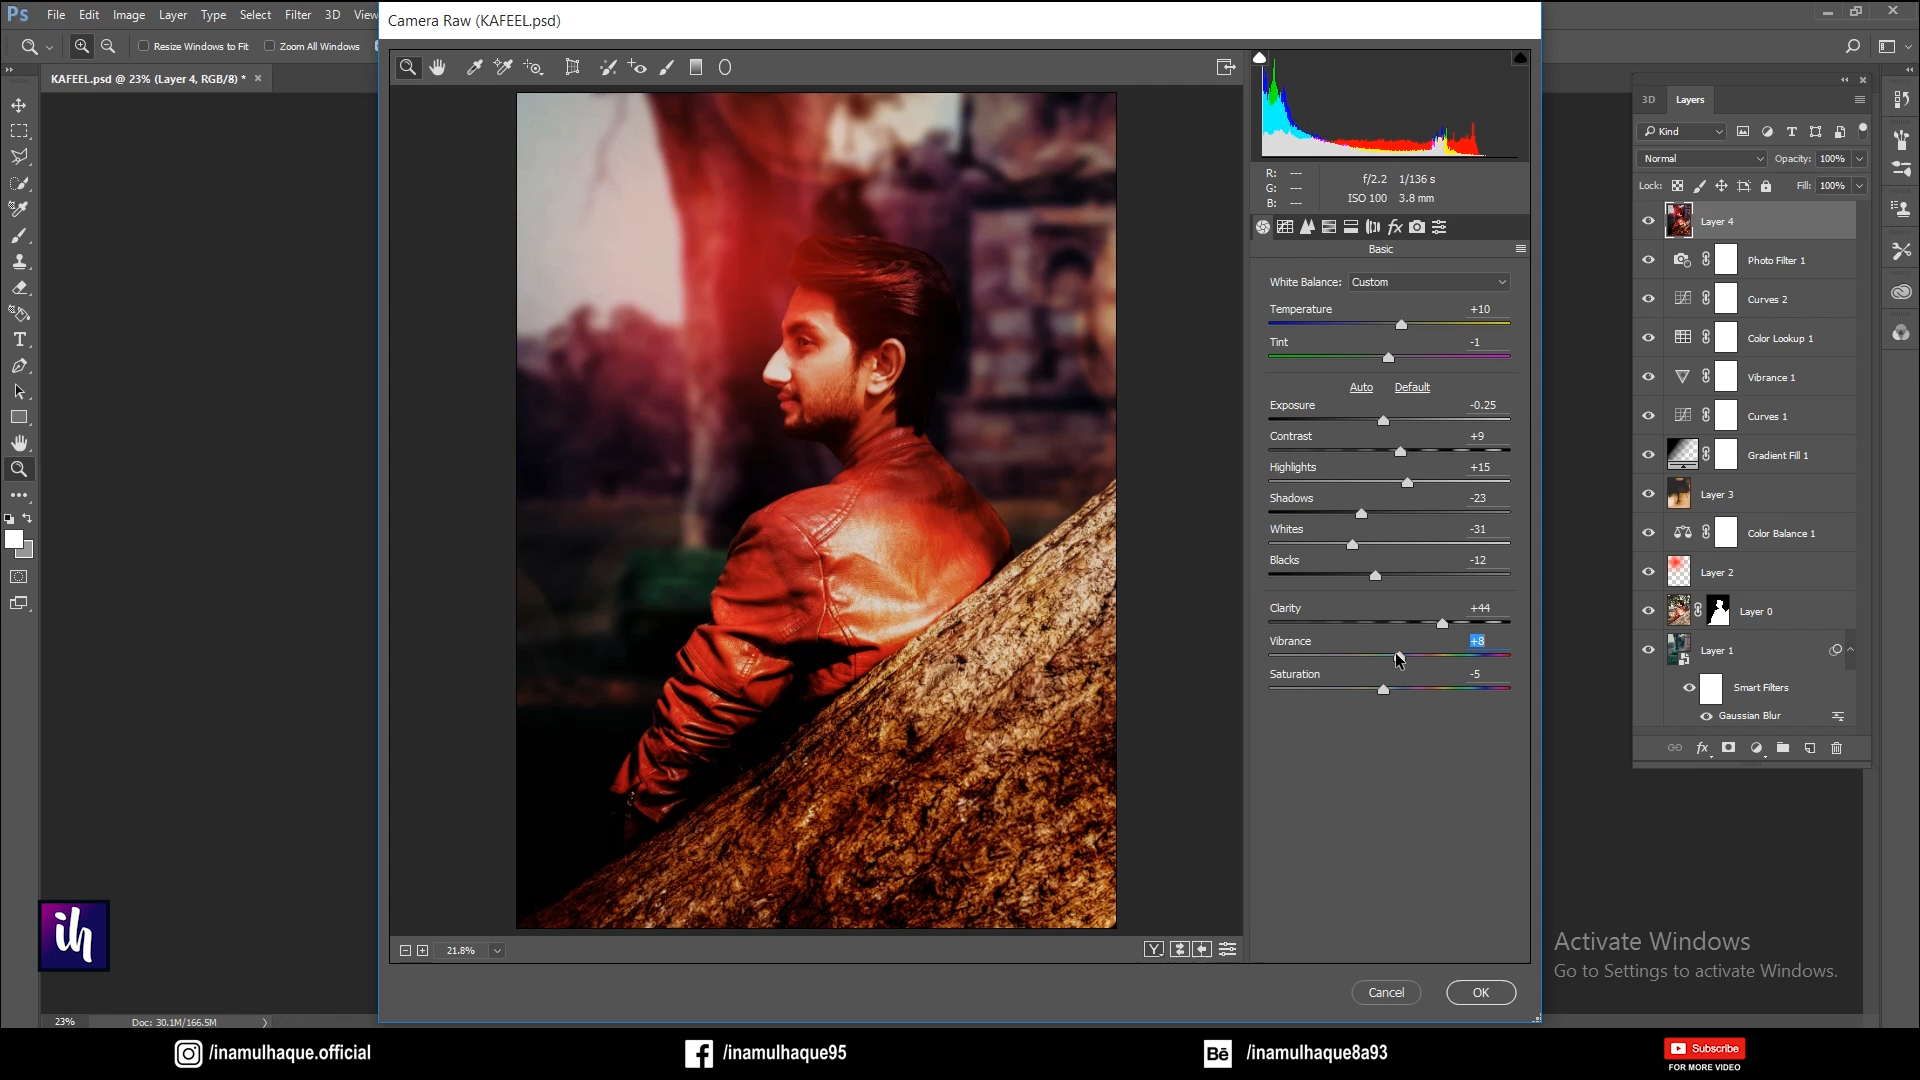 Ps File Edit Image Layer Type Select Filter 3D View
Camera Raw (KAFEEL.psd)
Resize Windows to Fit Zoom All Windows
KAFEEL.psd @ 23% (Layer 4, RGB/8) *
R: ---
G: ---
B: ---
f/2.2 1/136 s
ISO 100 3.8 mm
Basic
White Balance: Custom
Temperature +10
Tint -1
Auto Default
Exposure -0.25
Contrast +9
Highlights +15
Shadows -23
Whites -31
Blacks -12
Clarity +44
Vibrance +8
Saturation -5
21.8%
Cancel OK
3D Layers
Kind
Normal Opacity: 100%
Lock: Fill: 100%
Layer 4
Photo Filter 1
Curves 2
Color Lookup 1
Vibrance 1
Curves 1
Gradient Fill 1
Layer 3
Color Balance 1
Layer 2
Layer 0
Layer 1
Smart Filters
Gaussian Blur
Activate Windows
Go to Settings to activate Windows.
ih
23% Doc: 30.1M/166.5M
/inamulhaque.official
/inamulhaque95
Bē /inamulhaque8a93
Subscribe
FOR MORE VIDEO